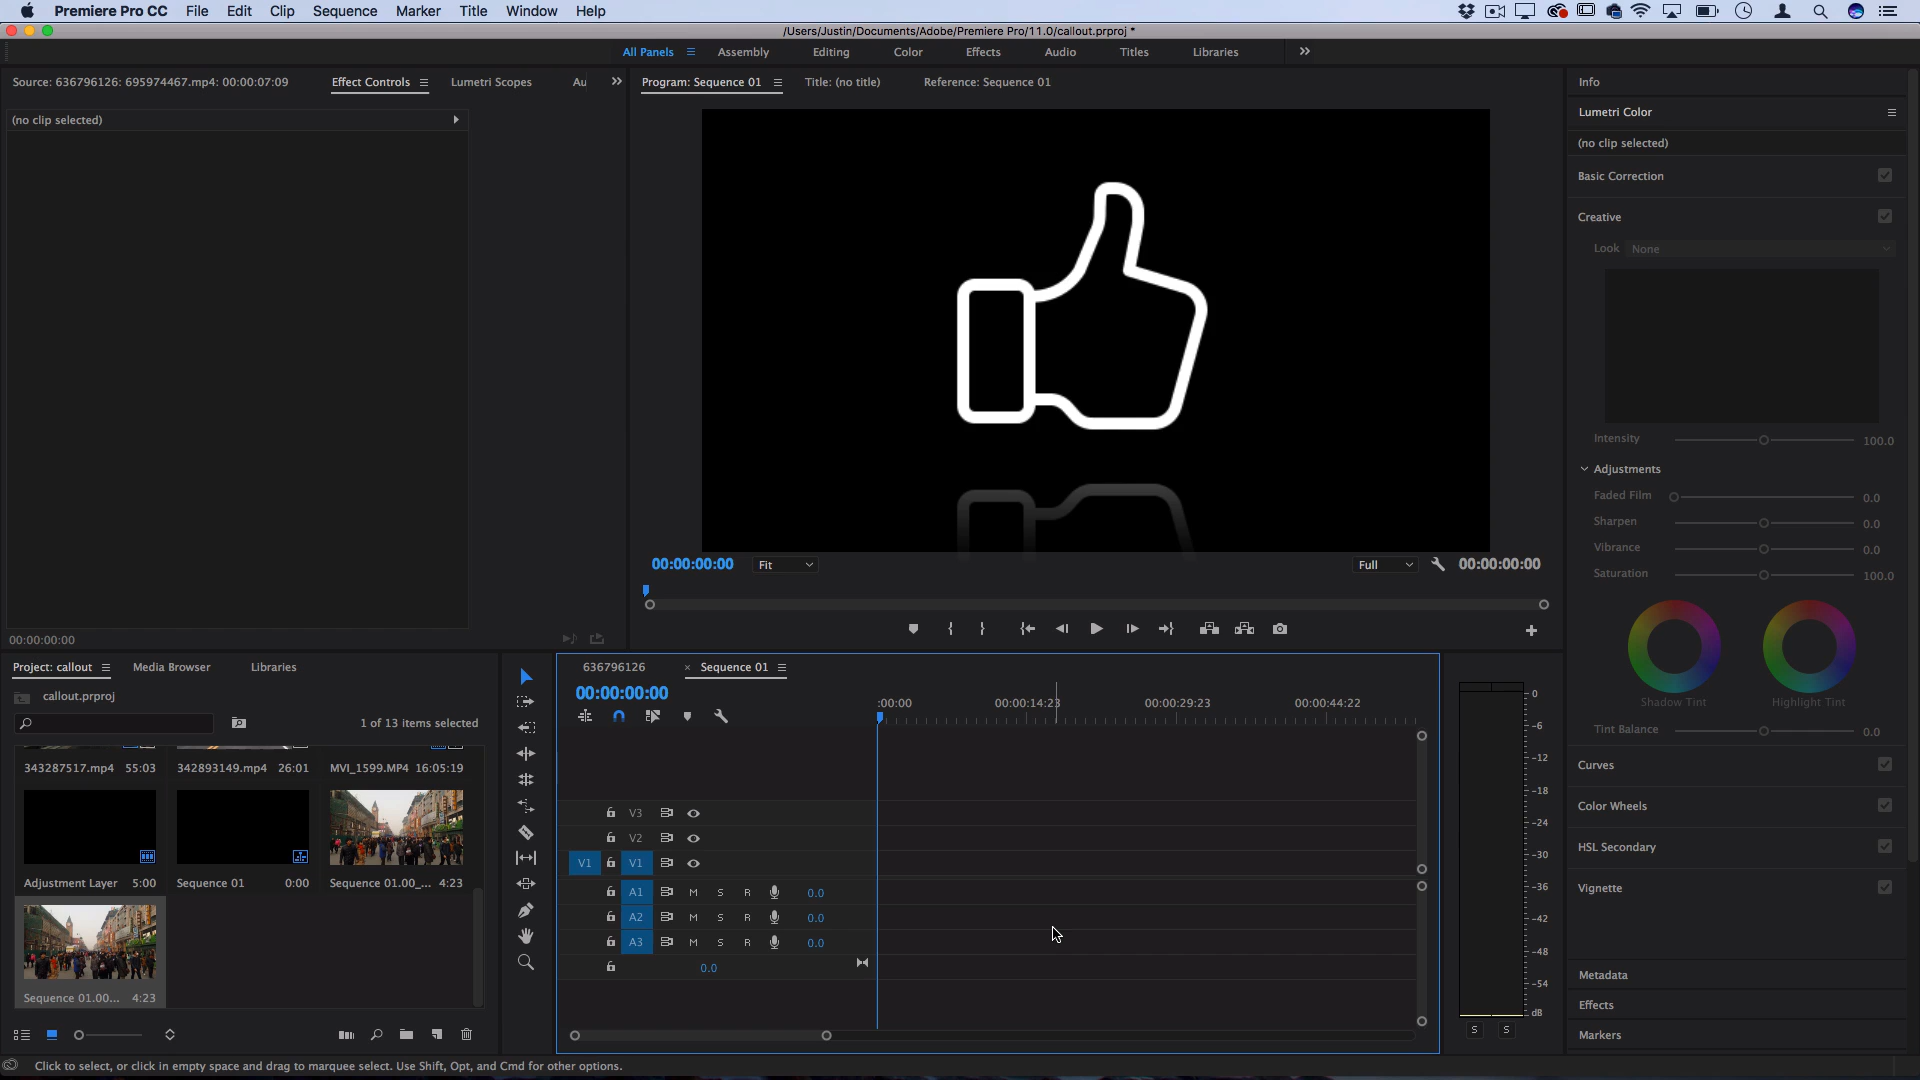 Premiere Pro CC File Edit Clip Sequence Marker Title Window Help
/Users/Justin/Documents/Adobe/Premiere Pro/11.0/callout.prproj *
All Panels Assembly Editing Color Effects Audio Titles Libraries
Source: 636796126: 695974467.mp4: 00:00:07:09 Effect Controls Lumetri Scopes Au
(no clip selected)
00:00:00:00
Program: Sequence 01 Title: (no title) Reference: Sequence 01
00:00:00:00 Fit Full 00:00:00:00
Info
Lumetri Color
(no clip selected)
Basic Correction
Creative
Look None
Intensity 100.0
Adjustments
Faded Film 0.0
Sharpen 0.0
Vibrance 0.0
Saturation 100.0
Shadow Tint Highlight Tint
Tint Balance 0.0
Curves
Color Wheels
HSL Secondary
Vignette
Metadata
Effects
Markers
Project: callout Media Browser Libraries
callout.prproj
1 of 13 items selected
343287517.mp4 55:03 342893149.mp4 26:01 MVI_1599.MP4 16:05:19
Adjustment Layer 5:00 Sequence 01 0:00 Sequence 01.00_... 4:23
Sequence 01.00... 4:23
636796126 × Sequence 01
00:00:00:00
:00:00 00:00:14:23 00:00:29:23 00:00:44:22
V3
V2
V1 V1
A1 M S R 0.0
A2 M S R 0.0
A3 M S R 0.0
0.0
0
-6
-12
-18
-24
-30
-36
-42
-48
-54
dB
S S
Click to select, or click in empty space and drag to marquee select. Use Shift, Opt, and Cmd for other options.